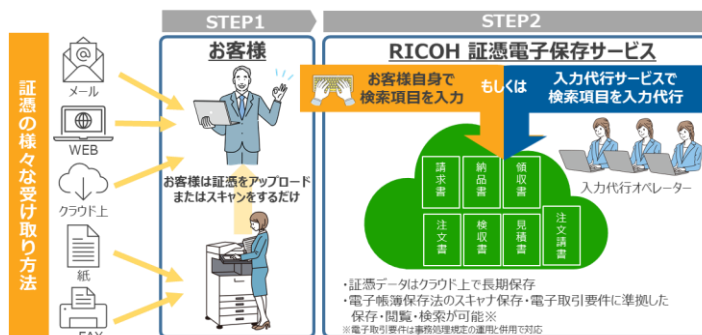 STEP1
STEP2
証憑の様々な受け取り方法
メール
WEB
クラウド上
紙
FAX
お客様
お客様は証憑をアップロード
またはスキャンをするだけ
RICOH 証憑電子保存サービス
お客様自身で
検索項目を入力
もしくは
入力代行サービスで
検索項目を入力代行
請求書
納品書
領収書
注文書
検収書
見積書
注文請書
入力代行オペレーター
・証憑データはクラウド上で長期保存
・電子帳簿保存法のスキャナ保存・電子取引要件に準拠した
保存・閲覧・検索が可能※
※電子取引要件は事務処理規定の運用と併用で対応